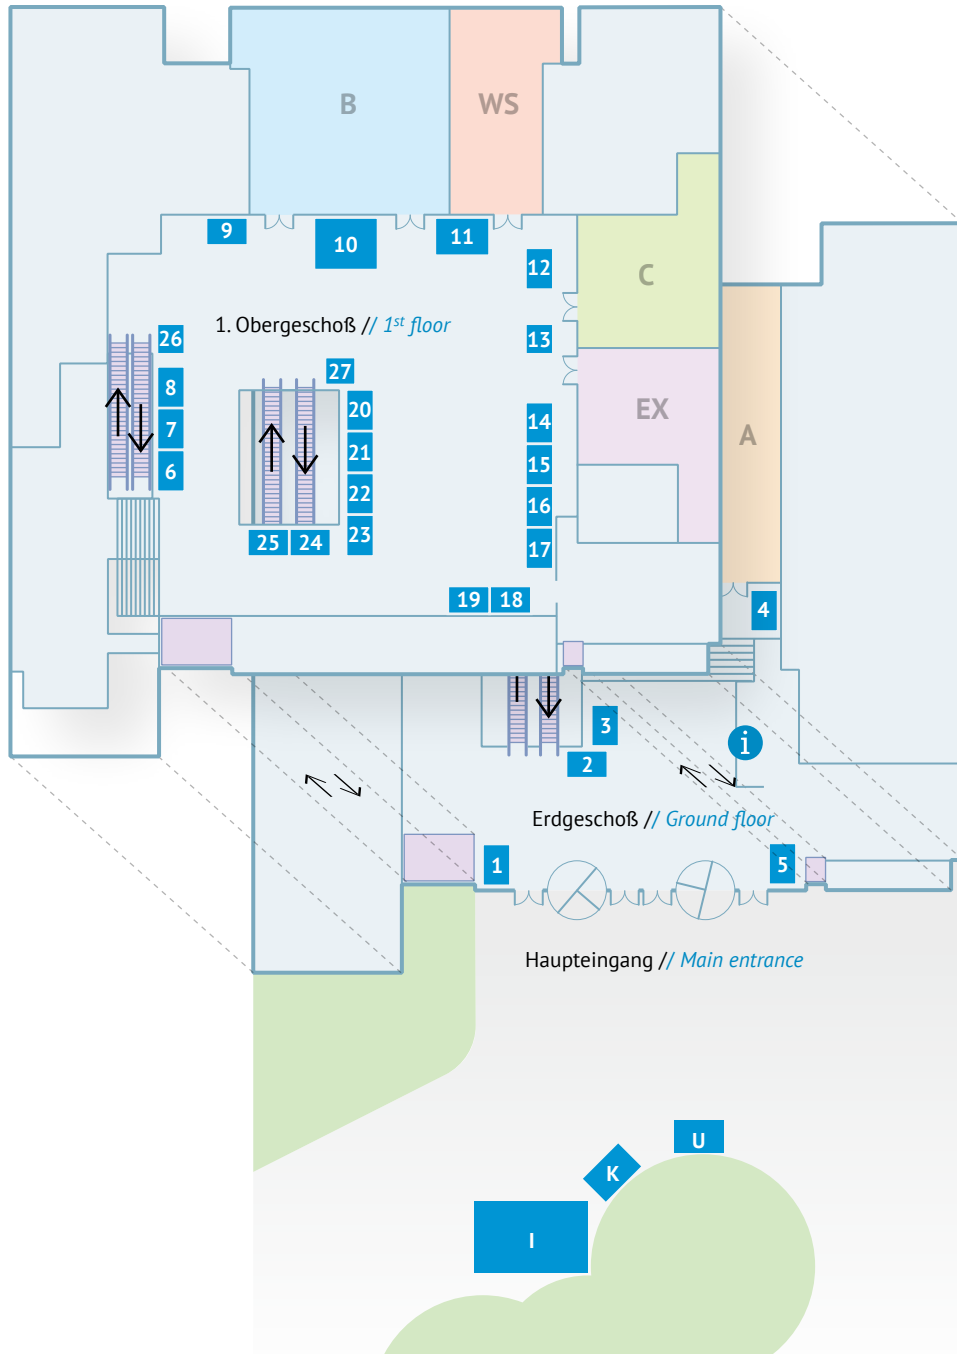 B
WS
9
10
11
12
C
1. Obergeschoß // 1st floor
26
13
27
8
20
14
EX
A
7
21
15
6
22
16
25
24
23
17
19
18
4
3
i
2
Erdgeschoß // Ground floor
1
5
Haupteingang // Main entrance
U
K
I